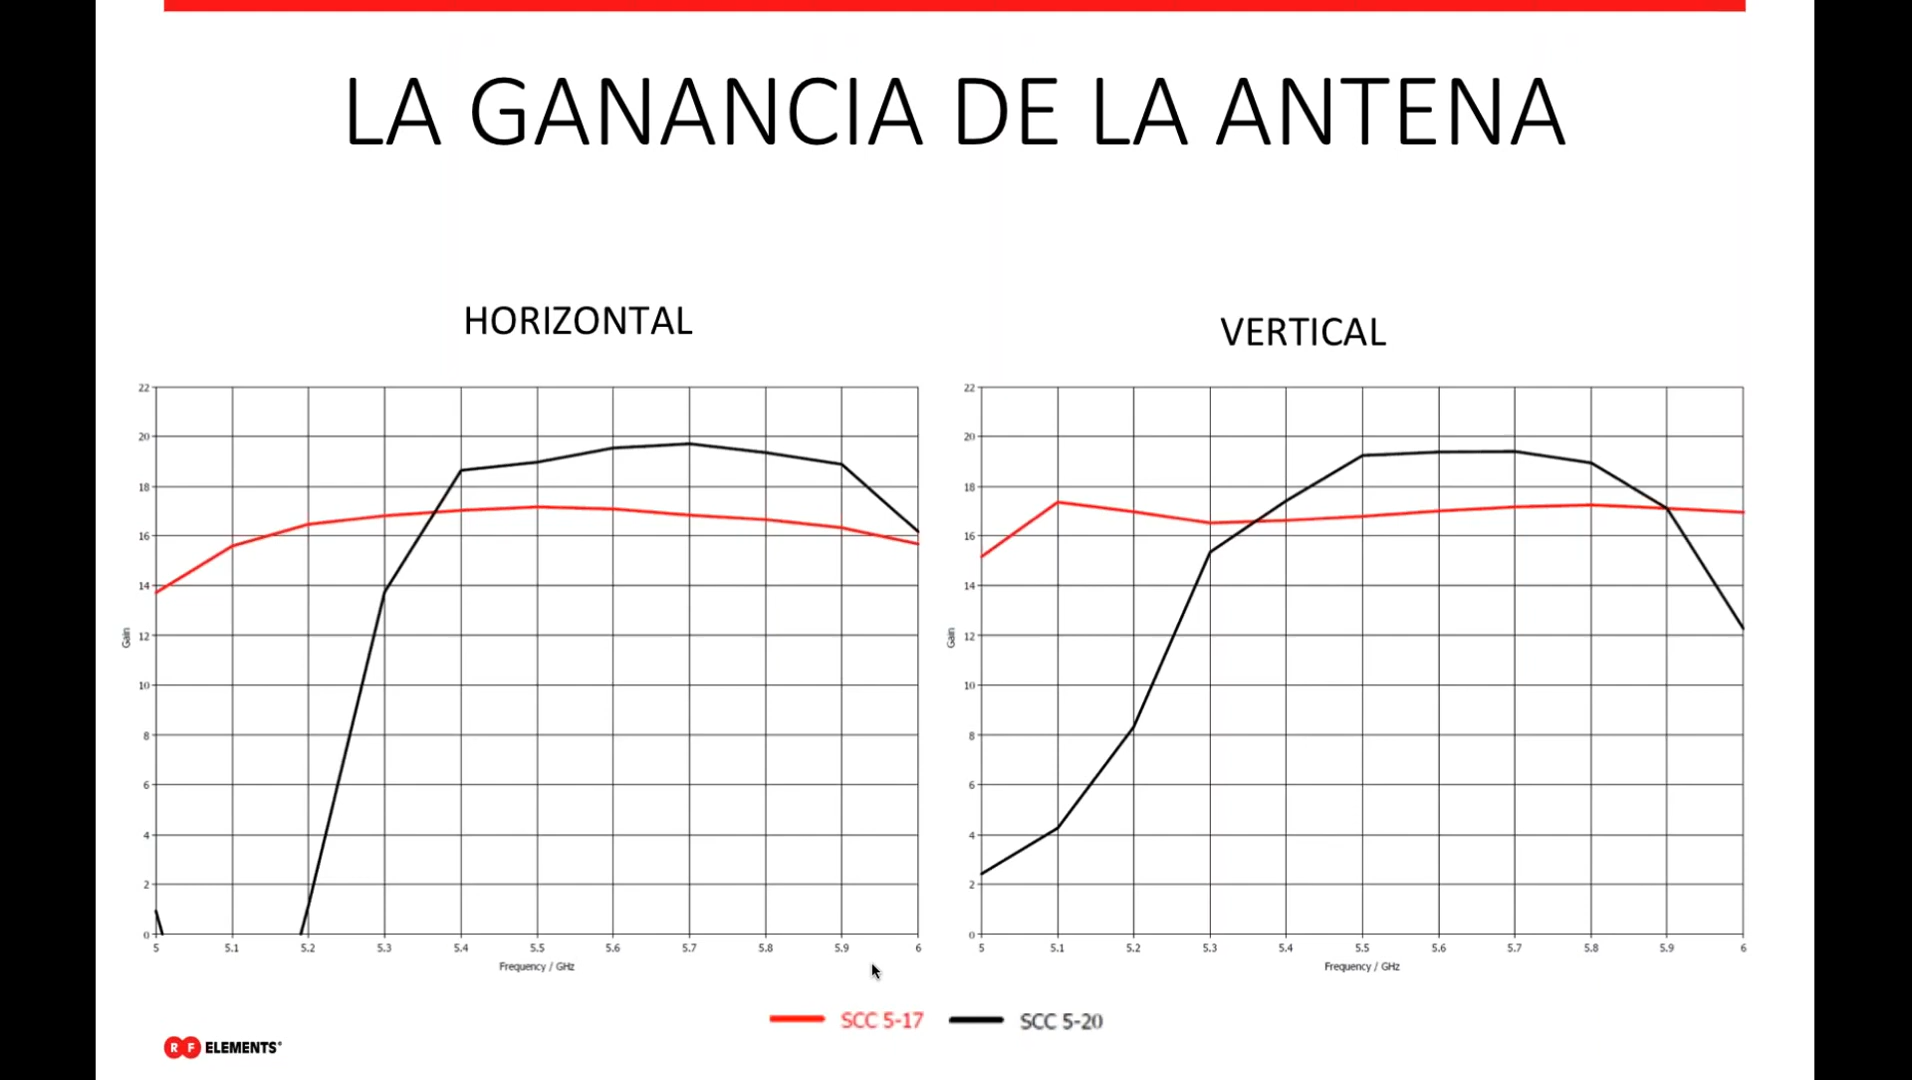 LA GANANCIA DE LA ANTENA
HORIZONTAL
VERTICAL
22
20
18
16
14
12
10
8
6
4
2
0
Gain
5 5.1 5.2 5.3 5.4 5.5 5.6 5.7 5.8 5.9 6
Frequency / GHz
22
20
18
16
14
12
10
8
6
4
2
0
Gain
5 5.1 5.2 5.3 5.4 5.5 5.6 5.7 5.8 5.9 6
Frequency / GHz
SCC 5-17 SCC 5-20
RF ELEMENTS